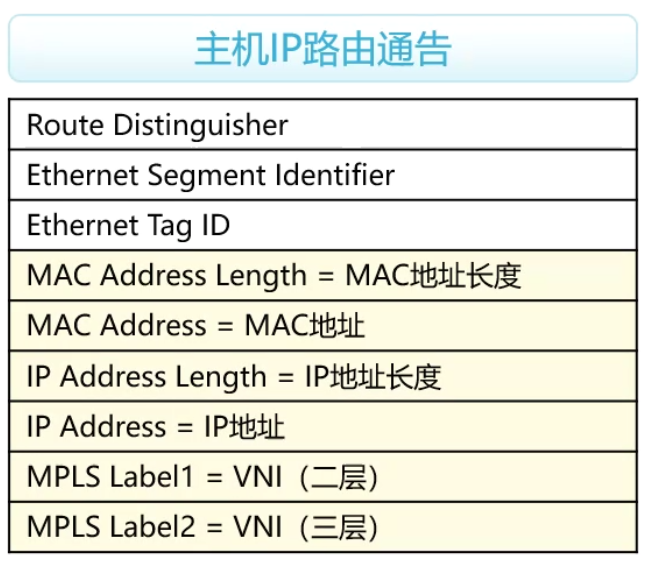 主机IP路由通告
Route Distinguisher
Ethernet Segment Identifier
Ethernet Tag ID
MAC Address Length = MAC地址长度
MAC Address = MAC地址
IP Address Length = IP地址长度
IP Address = IP地址
MPLS Label1 = VNI（二层）
MPLS Label2 = VNI（三层）